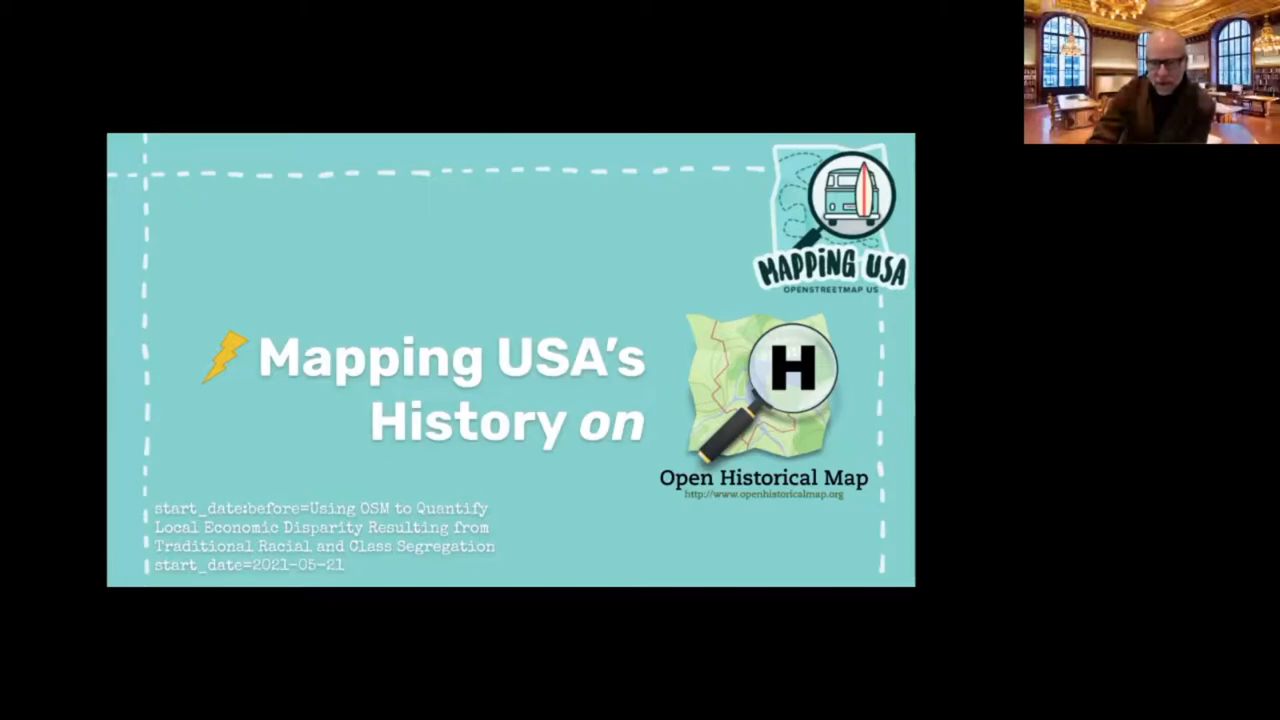 MAPPING USA
OPENSTREETMAP US
Mapping USA's
History on
H
Open Historical Map
http://www.openhistoricalmap.org
start_date:before=Using OSM to Quantify
Local Economic Disparity Resulting from
Traditional Racial and Class Segregation
start_date=2021-05-21